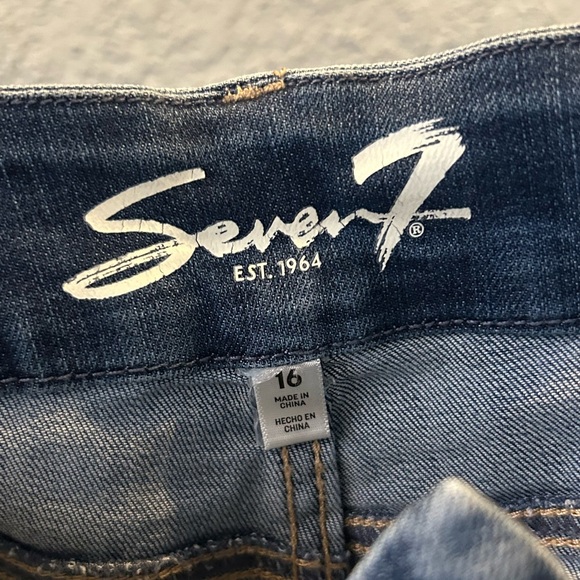 Seven7®
EST. 1964
16
MADE IN
CHINA
HECHO EN
CHINA